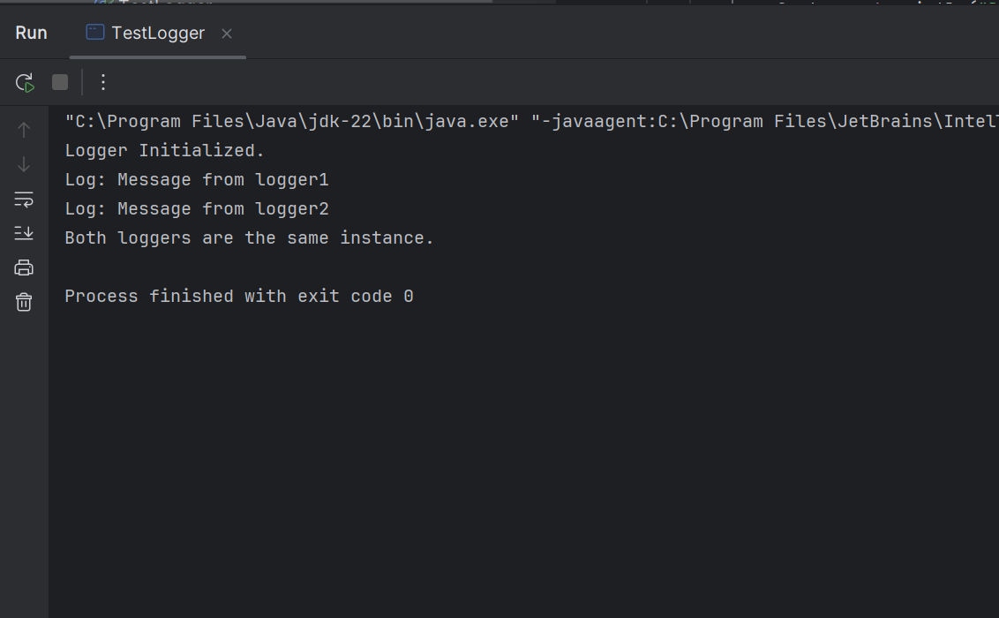 Run TestLogger
"C:\Program Files\Java\jdk-22\bin\java.exe" "-javaagent:C:\Program Files\JetBrains\Intel
Logger Initialized.
Log: Message from logger1
Log: Message from logger2
Both loggers are the same instance.
Process finished with exit code 0